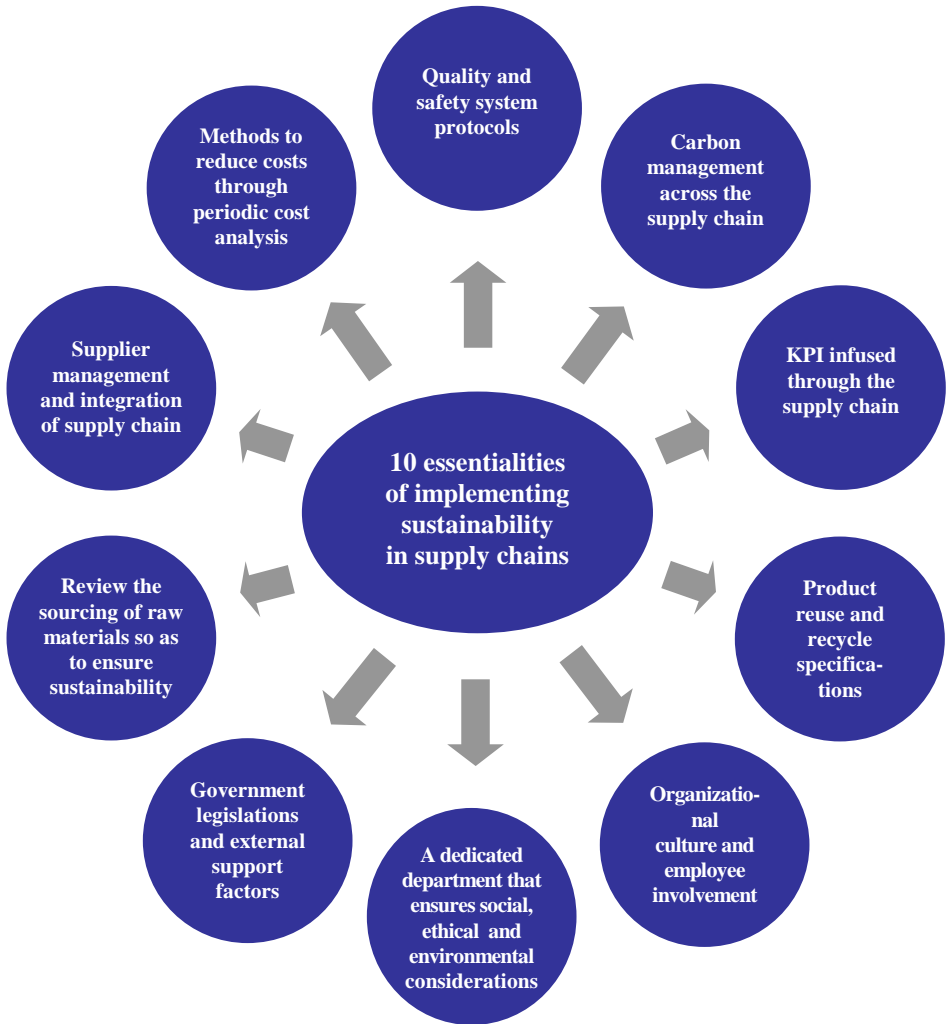 Quality and
safety system
protocols
Carbon
management
across the
supply chain
KPI infused
through the
supply chain
Product
reuse and
recycle
specifica-
tions
Organizatio-
nal
culture and
employee
involvement
A dedicated
department that
ensures social,
ethical and
environmental
considerations
Government
legislations
and external
support
factors
Review the
sourcing of raw
materials so as
to ensure
sustainability
Supplier
management
and integration
of supply chain
Methods to
reduce costs
through
periodic cost
analysis
10 essentialities
of implementing
sustainability
in supply chains